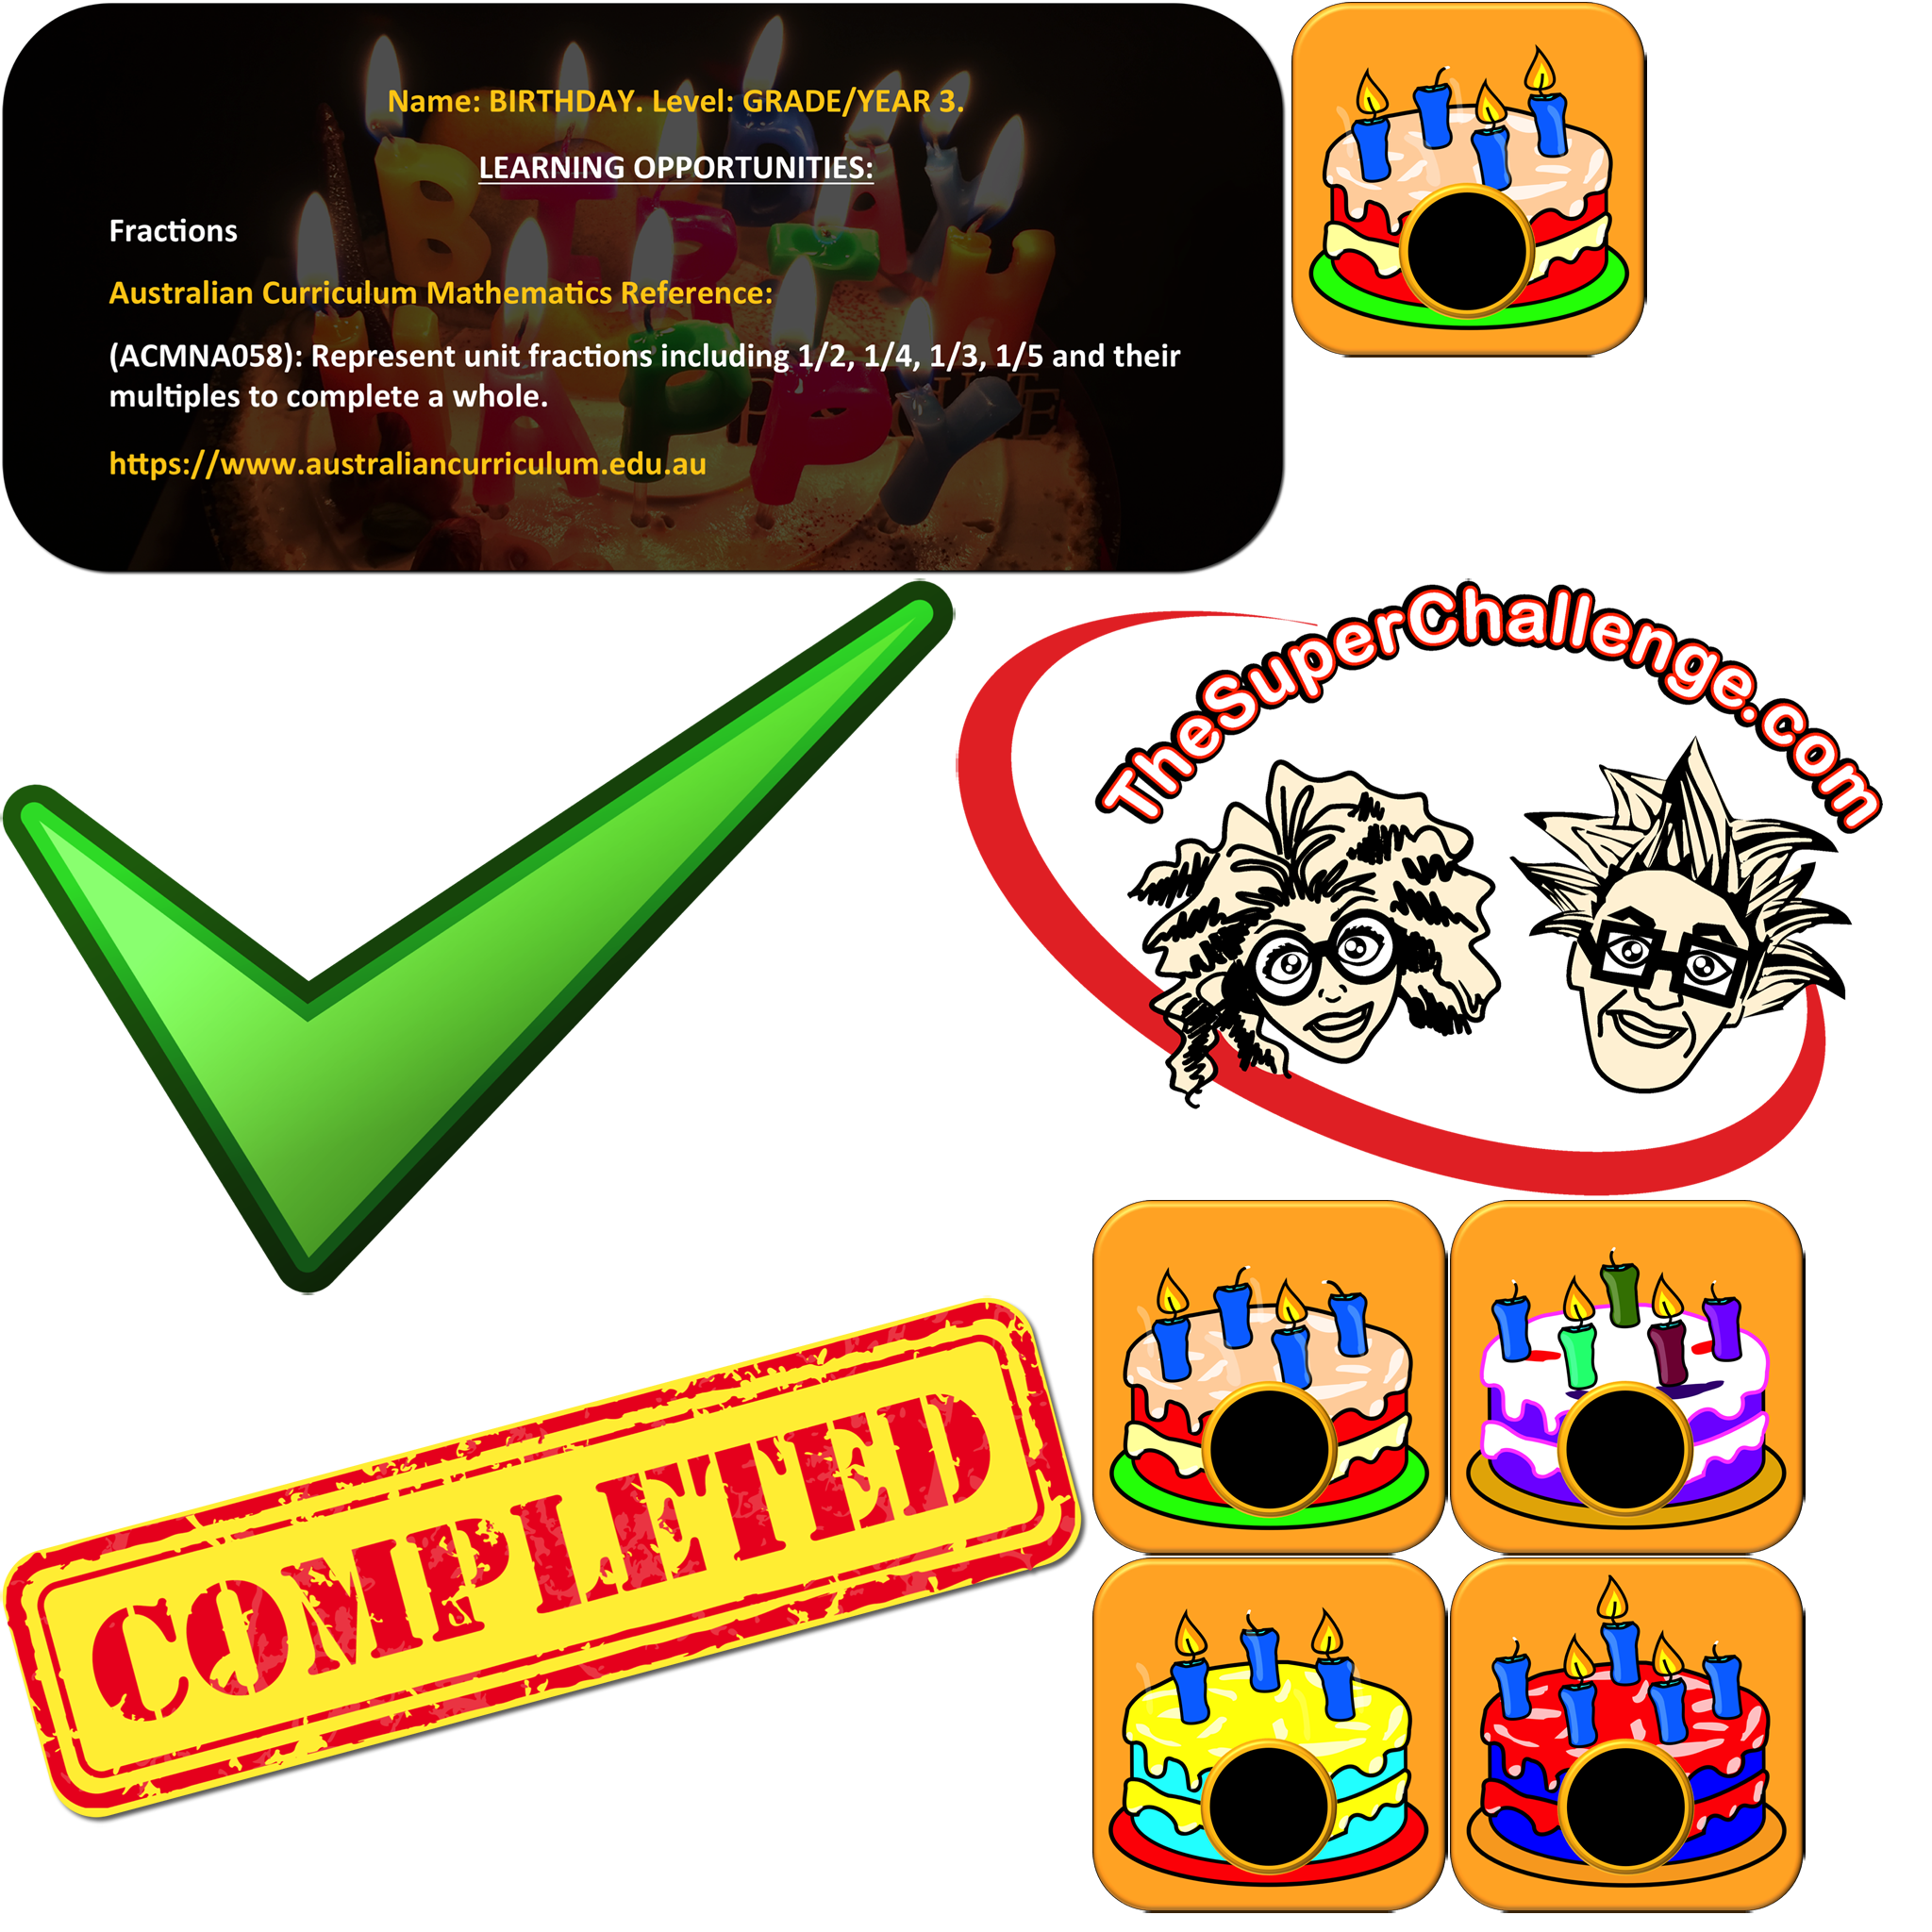 Name: BIRTHDAY. Level: GRADE/YEAR 3.
LEARNING OPPORTUNITIES:
Fractions
Australian Curriculum Mathematics Reference:
(ACMNA058): Represent unit fractions including 1/2, 1/4, 1/3, 1/5 and their
multiples to complete a whole.
https://www.australiancurriculum.edu.au
BIRTHDAY
HAPPY
TheSuperChallenge.com
COMPLETED